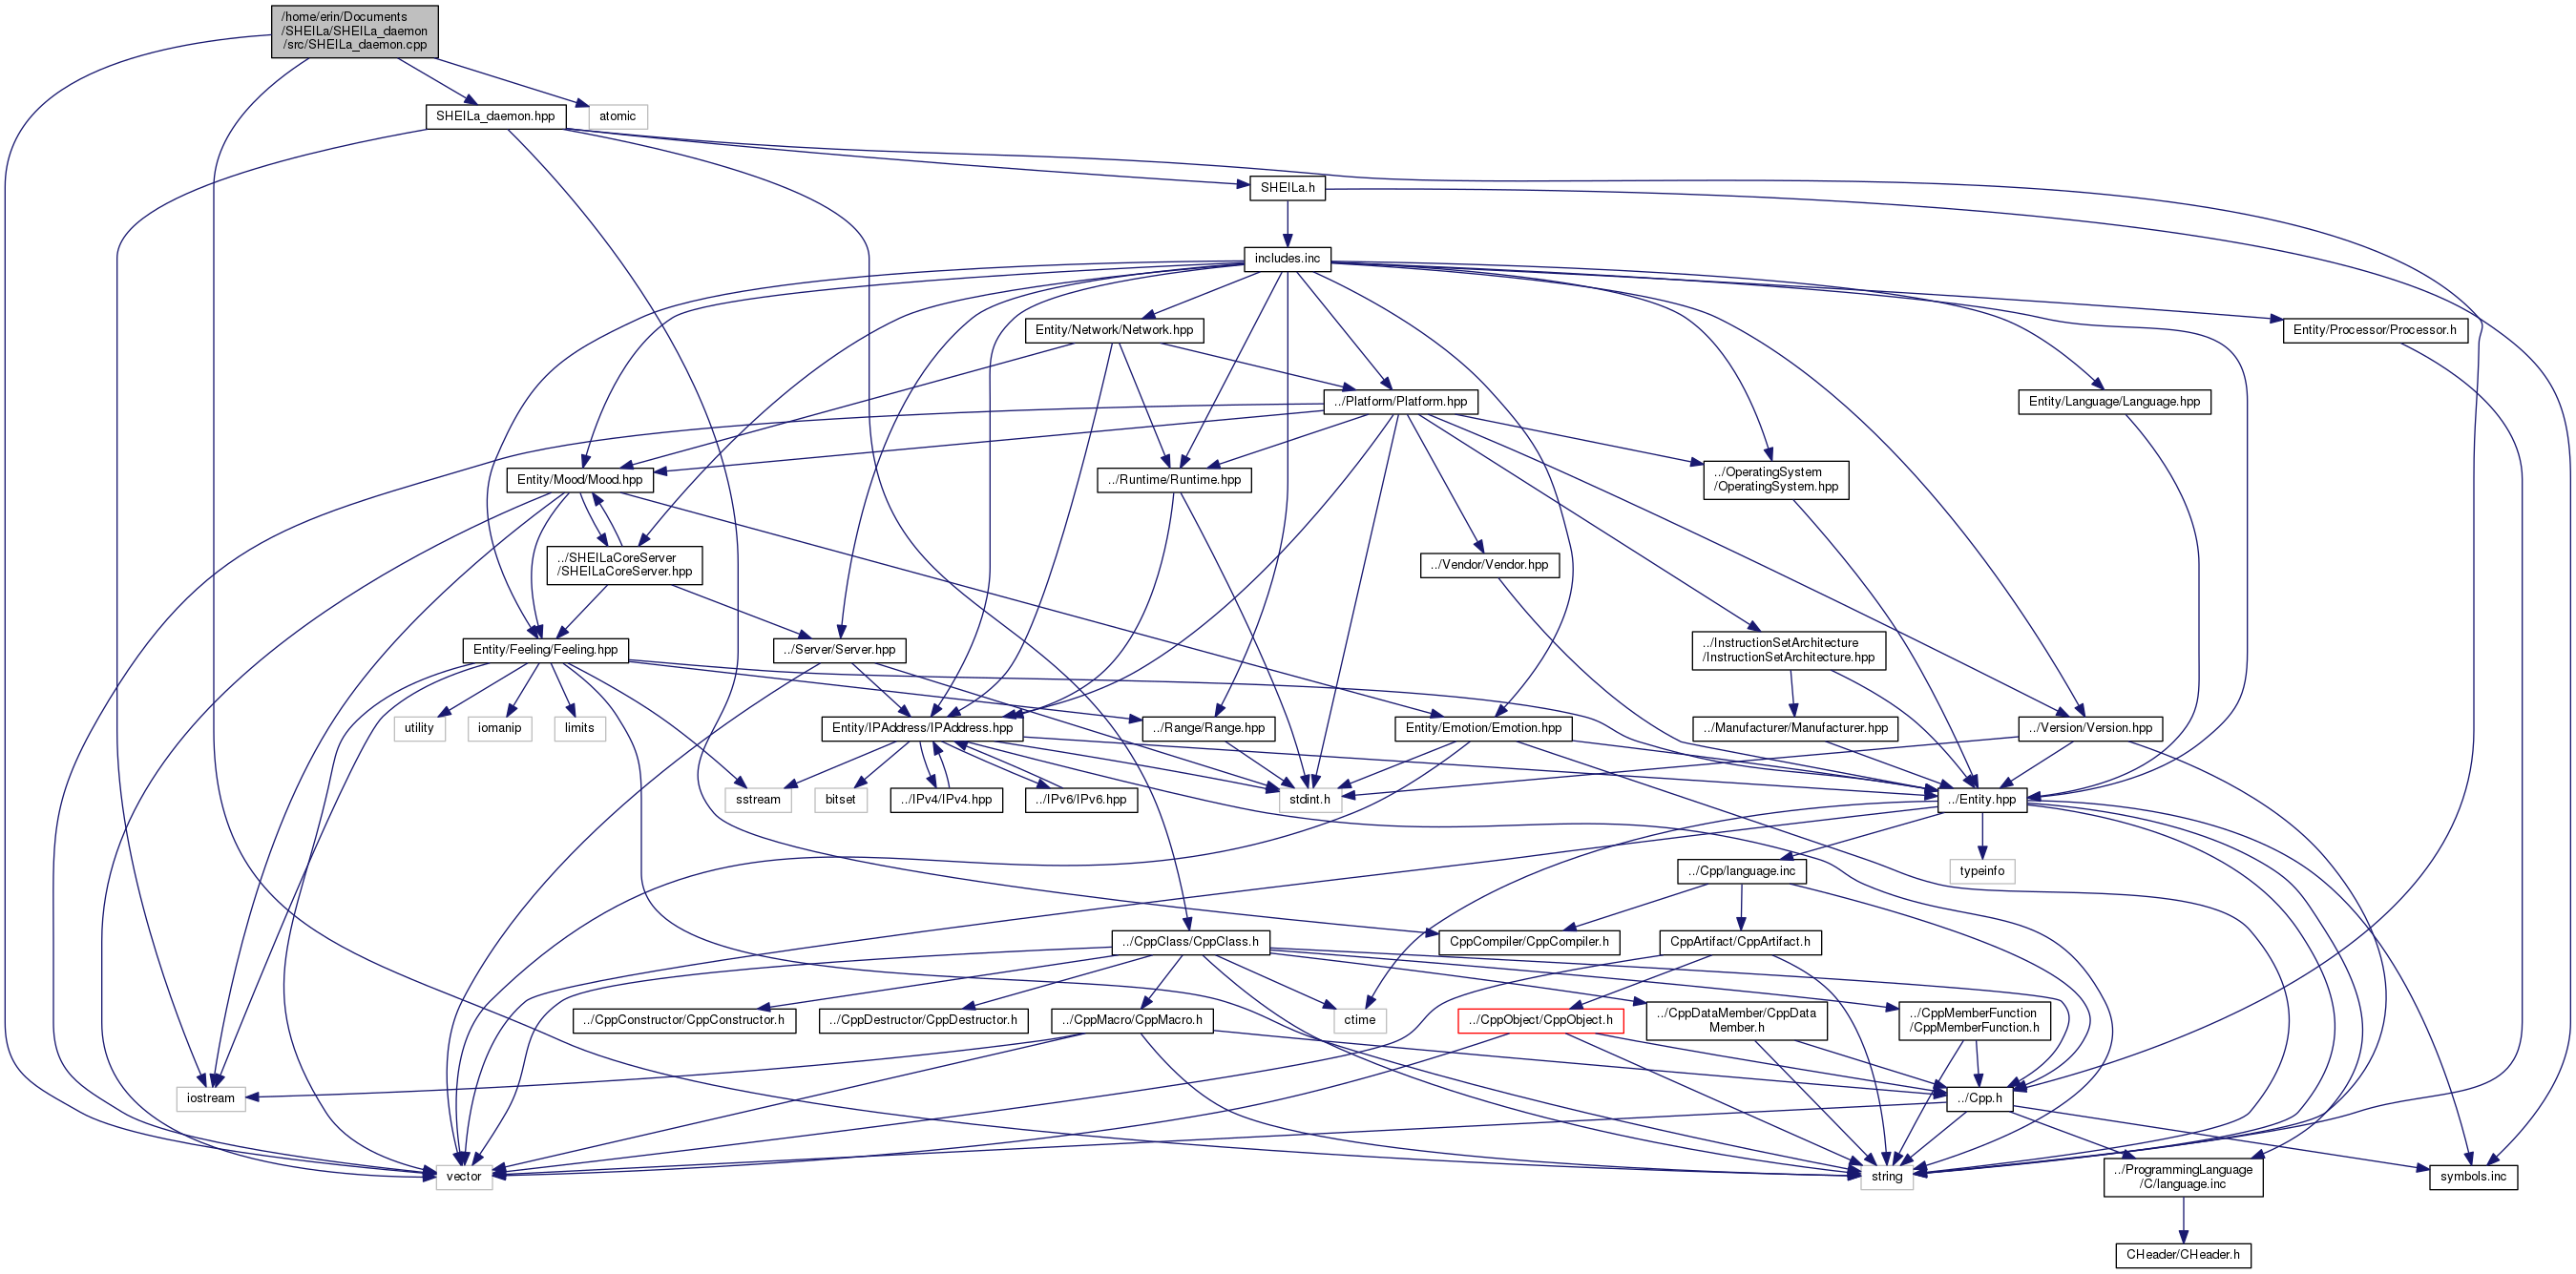 /home/erin/Documents
/SHEILa/SHEILa_daemon
/src/SHEILa_daemon.cpp
SHEILa_daemon.hpp
atomic
SHEILa.h
includes.inc
Entity/Network/Network.hpp
Entity/Processor/Processor.h
../Platform/Platform.hpp
Entity/Language/Language.hpp
Entity/Mood/Mood.hpp
../Runtime/Runtime.hpp
../OperatingSystem
/OperatingSystem.hpp
../SHEILaCoreServer
/SHEILaCoreServer.hpp
../Vendor/Vendor.hpp
Entity/Feeling/Feeling.hpp
../Server/Server.hpp
../InstructionSetArchitecture
/InstructionSetArchitecture.hpp
utility
iomanip
limits
Entity/IPAddress/IPAddress.hpp
../Range/Range.hpp
Entity/Emotion/Emotion.hpp
../Manufacturer/Manufacturer.hpp
../Version/Version.hpp
sstream
bitset
../IPv4/IPv4.hpp
../IPv6/IPv6.hpp
stdint.h
../Entity.hpp
../Cpp/language.inc
typeinfo
../CppClass/CppClass.h
CppCompiler/CppCompiler.h
CppArtifact/CppArtifact.h
../CppConstructor/CppConstructor.h
../CppDestructor/CppDestructor.h
../CppMacro/CppMacro.h
ctime
../CppObject/CppObject.h
../CppDataMember/CppData
Member.h
../CppMemberFunction
/CppMemberFunction.h
iostream
../Cpp.h
vector
string
../ProgrammingLanguage
/C/language.inc
symbols.inc
CHeader/CHeader.h